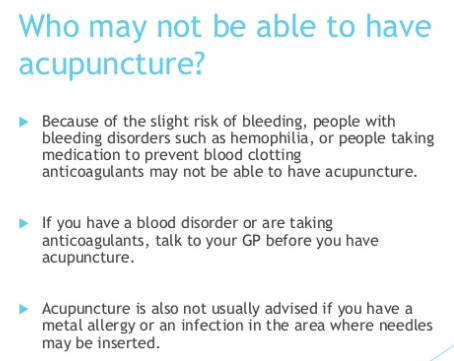 Who may not be able to have
acupuncture?
Because of the slight risk of bleeding, people with
bleeding disorders such as hemophilia, or people taking
medication to prevent blood clotting
anticoagulants may not be able to have acupuncture.
If you have a blood disorder or are taking
anticoagulants, talk to your GP before you have
acupuncture.
Acupuncture is also not usually advised if you have a
metal allergy or an infection in the area where needles
may be inserted.